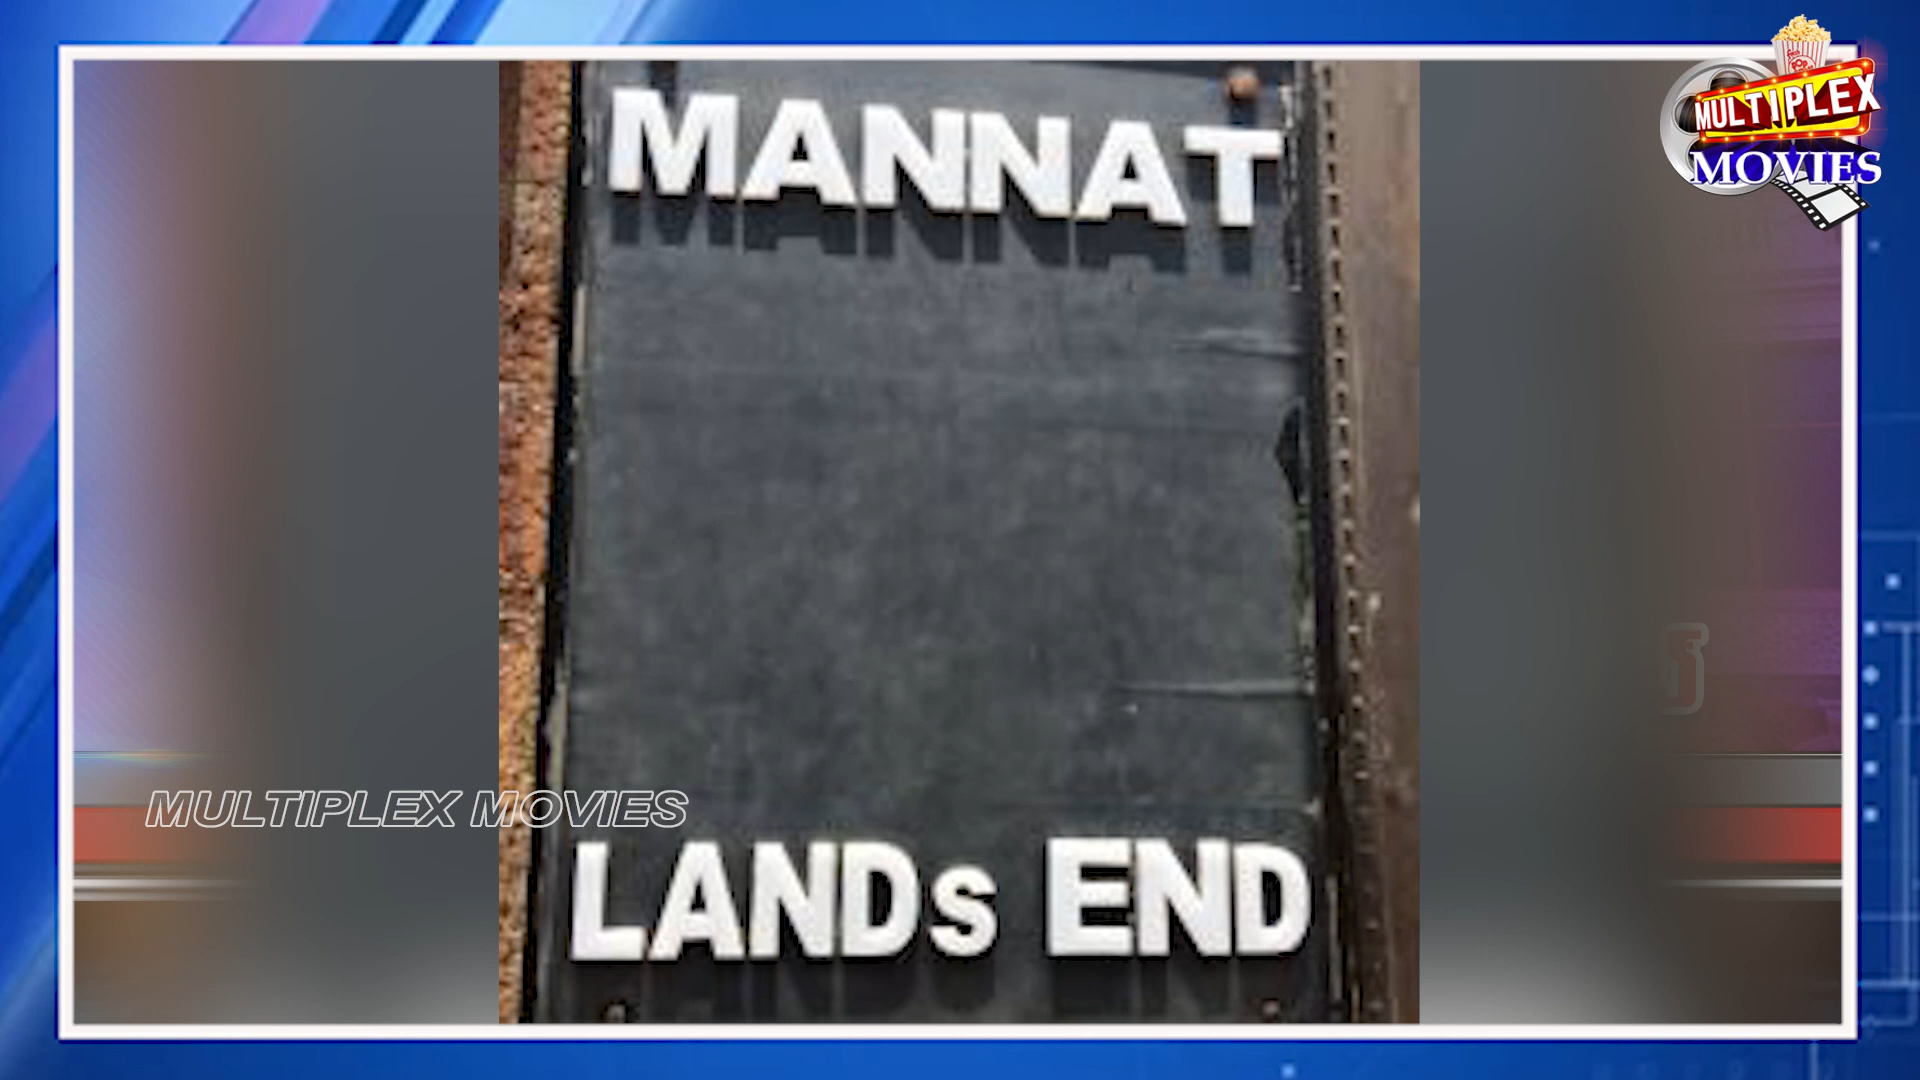 MANNAT
LANDs END
MULTIPLEX
MOVIES
MULTIPLEX MOVIES